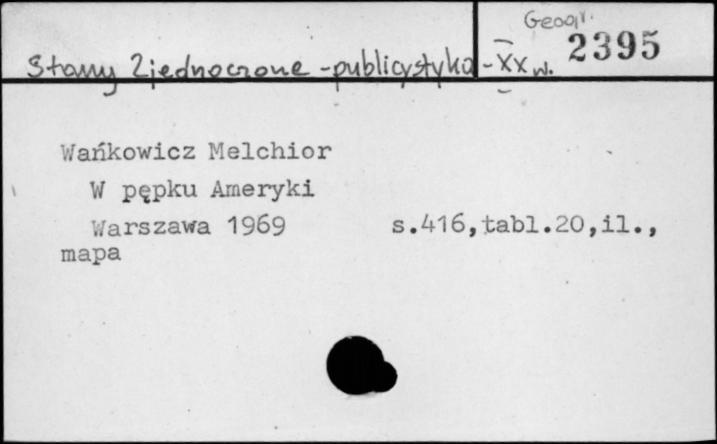 Geogr.
2395
Stany Zjednoczone - publicystyka - XX w.
Wańkowicz Melchior
W pępku Ameryki
Warszawa 1969 s.416,tabl.20,il.,
mapa